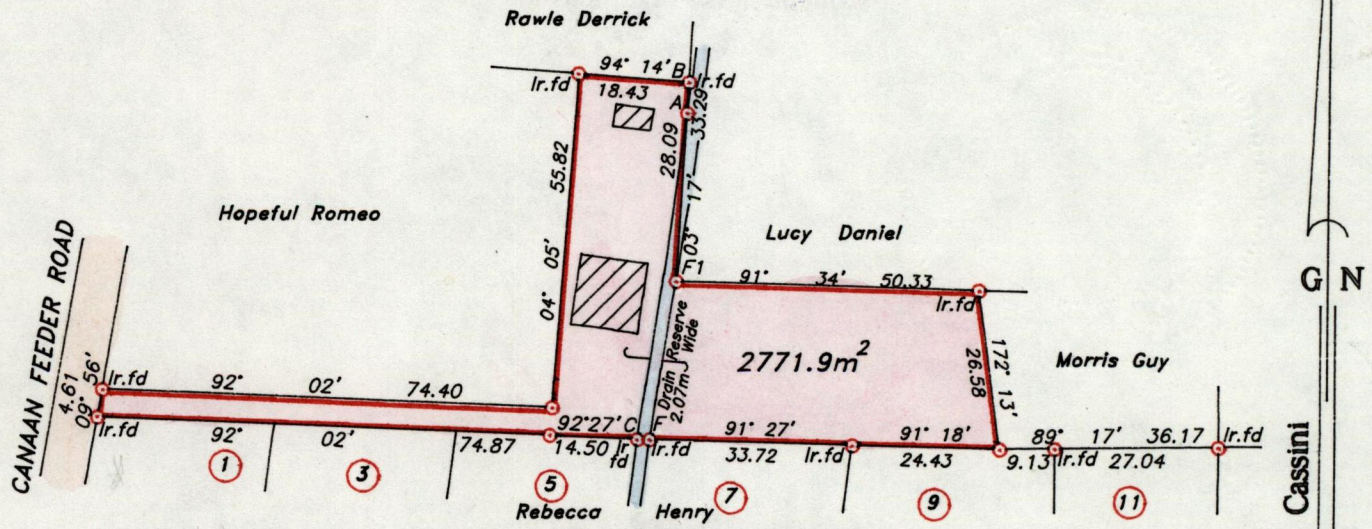 Rawle Derrick
94° 14' B
Ir.fd
Ir.fd
18.43
A
33.29
28.09
17'
03°
55.82
05'
04°
Hopeful Romeo
Lucy Daniel
F1
91° 34' 50.33
Ir.fd
G N
CANAAN FEEDER ROAD
4.61
09° 56'
Ir.fd
92° 02' 74.40
Drain Reserve
2.07m Wide
2771.9m²
172° 13'
26.58
Morris Guy
Ir.fd
92° 02' 74.87
92° 27' C
14.50
Ir
fd
F
Ir.fd
91° 27'
33.72
Ir.fd
91° 18'
24.43
89° 17' 36.17
9.13
Ir.fd
27.04
Ir.fd
1
3
5
7
9
11
Rebecca Henry
Cassini